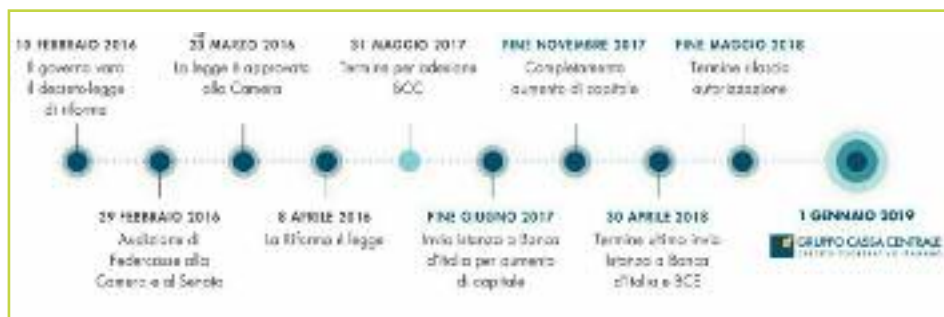 10 FEBBRAIO 2016
Il governo vara
il decreto-legge
di riforma
23 MARZO 2016
La legge è approvata
alla Camera
31 MAGGIO 2017
Termine per adesione
BCC
FINE NOVEMBRE 2017
Completamento
aumento di capitale
FINE MAGGIO 2018
Termine rilascio
autorizzazione
29 FEBBRAIO 2016
Audizione di
Federcasse alla
Camera e al Senato
8 APRILE 2016
La Riforma è legge
FINE GIUGNO 2017
Invio Istanza a Banca
d'Italia per aumento
di capitale
30 APRILE 2018
Termine ultimo invio
Istanza a Banca
d'Italia e BCE
1 GENNAIO 2019
GRUPPO CASSA CENTRALE
CREDITO COOPERATIVO ITALIANO